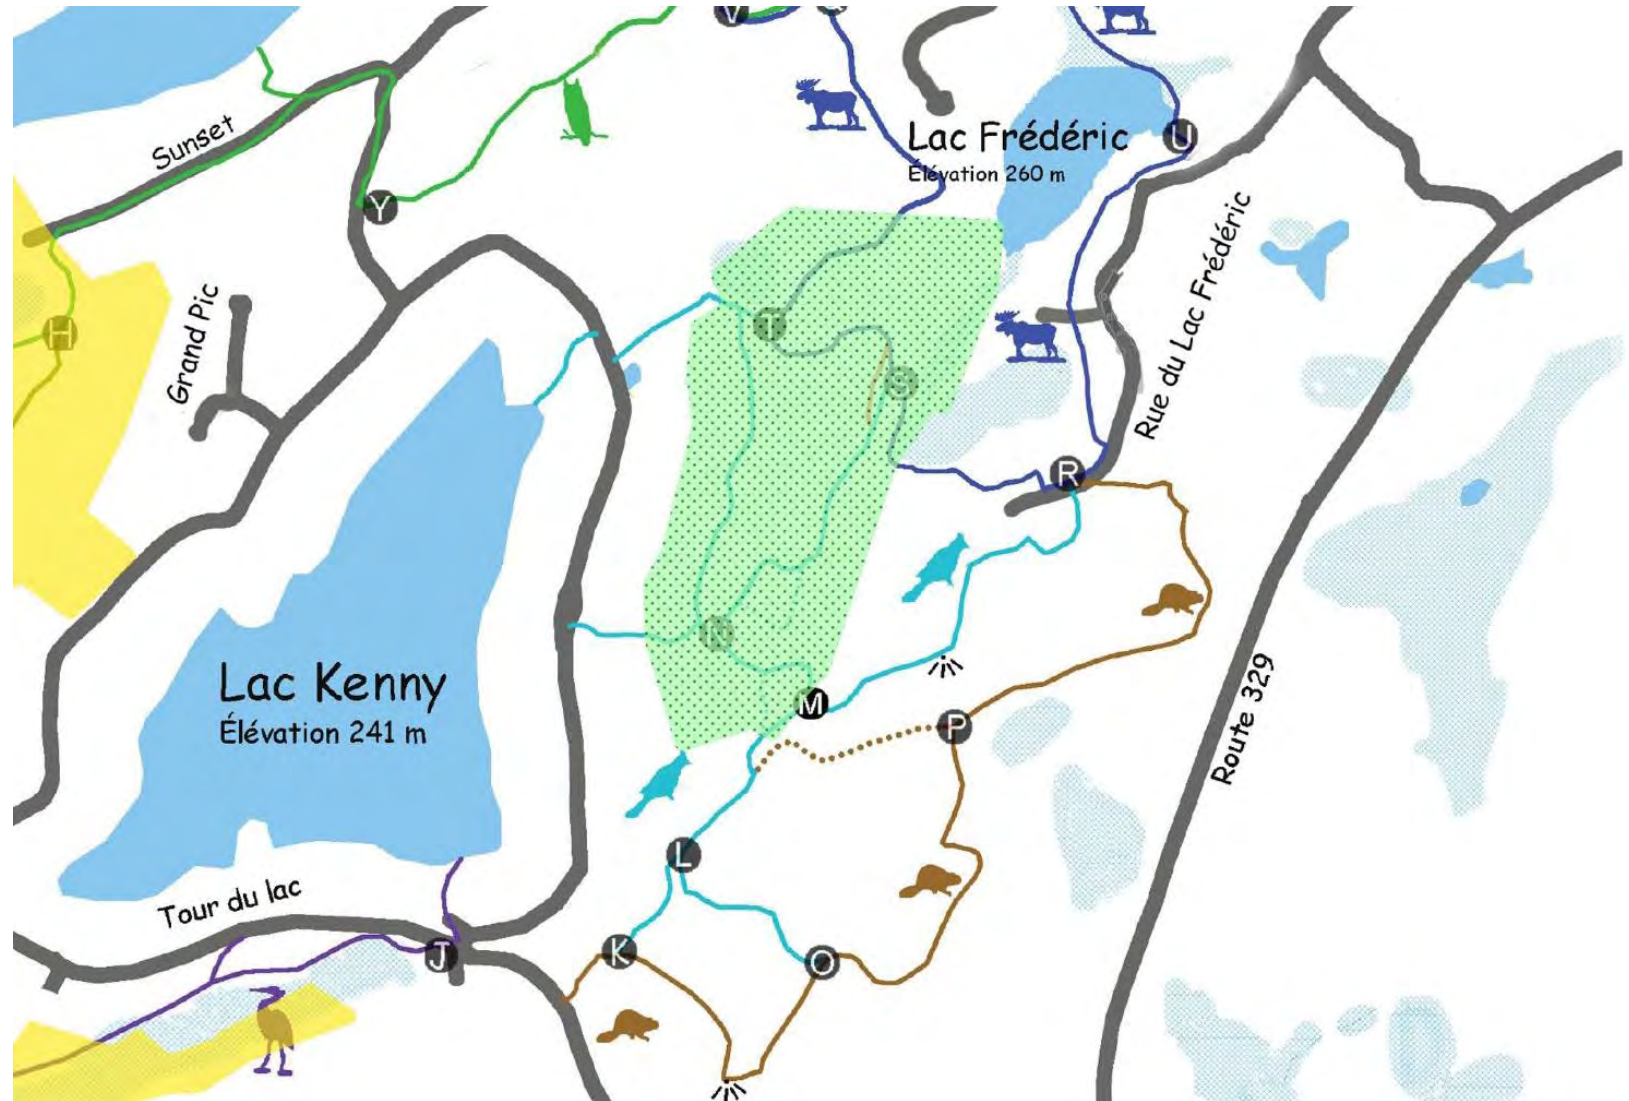 V
Sunset
Lac Frédéric
Élévation 260 m
U
Y
Rue du Lac Frédéric
H
Grand Pic
T
S
R
N
Lac Kenny
Élévation 241 m
M
P
Route 329
L
Tour du lac
J
K
O